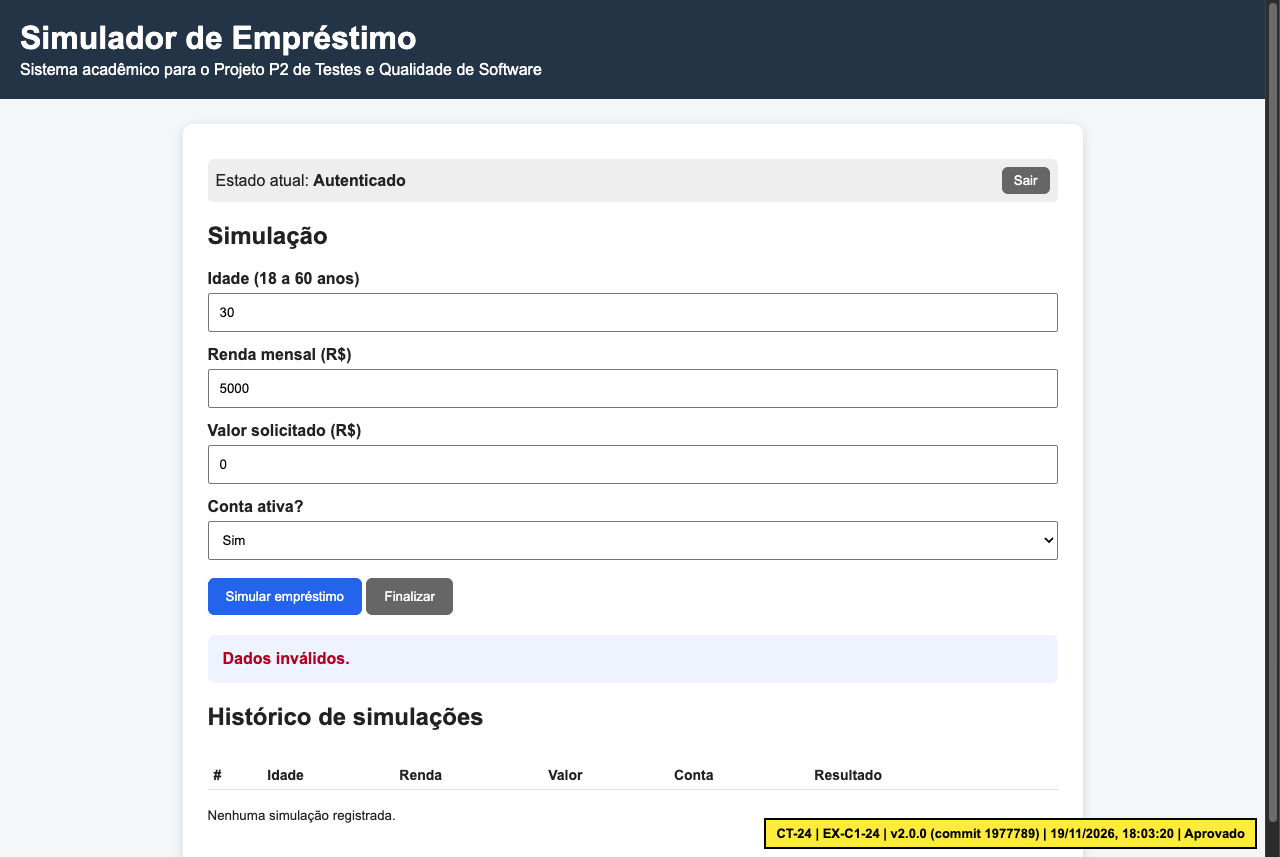 Simulador de Empréstimo
Sistema acadêmico para o Projeto P2 de Testes e Qualidade de Software
Estado atual: Autenticado
Sair
Simulação
Idade (18 a 60 anos)
30
Renda mensal (R$)
5000
Valor solicitado (R$)
0
Conta ativa?
Sim
Simular empréstimo Finalizar
Dados inválidos.
Histórico de simulações
# Idade Renda Valor Conta Resultado
Nenhuma simulação registrada.
CT-24 | EX-C1-24 | v2.0.0 (commit 1977789) | 19/11/2026, 18:03:20 | Aprovado